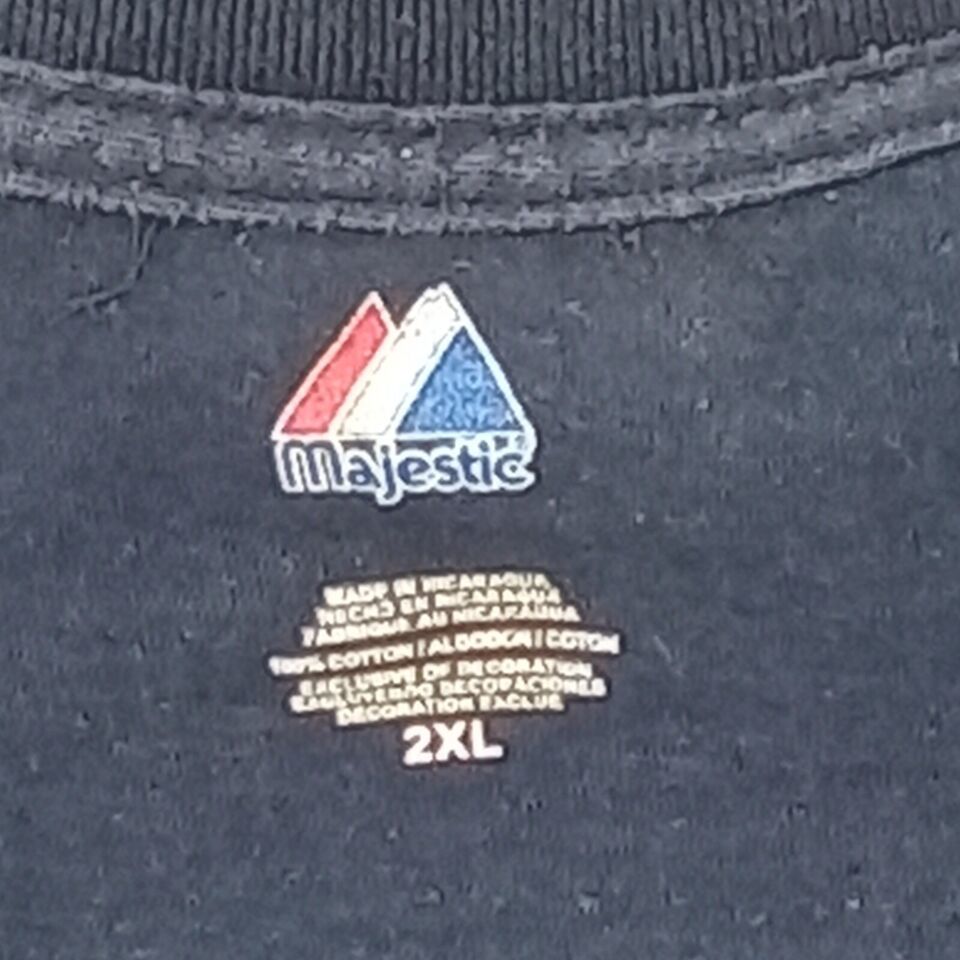 Majestic
MADE IN NICARAGUA
HECHO EN NICARAGUA
FABRIQUE AU NICARAGUA
100% COTTON / ALGODON / COTON
EXCLUSIVE OF DECORATION
EXCLUYENDO DECORACIONES
DECORATION EXCLUE
2XL